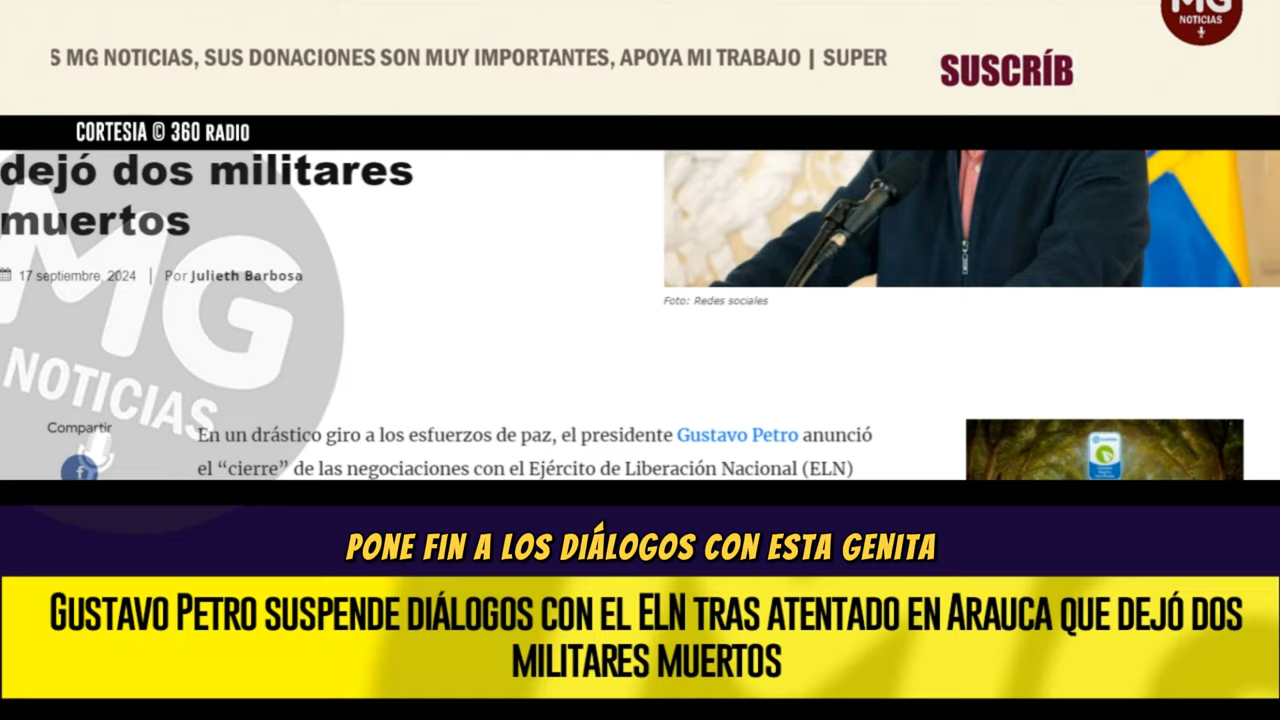 MG
NOTICIAS
S MG NOTICIAS, SUS DONACIONES SON MUY IMPORTANTES, APOYA MI TRABAJO | SUPER
SUSCRÍB
CORTESIA © 360 RADIO
dejó dos militares
muertos
17 septiembre, 2024 | Por Julieth Barbosa
Foto: Redes sociales
MG
NOTICIAS
Compartir
f
En un drástico giro a los esfuerzos de paz, el presidente Gustavo Petro anunció
el “cierre” de las negociaciones con el Ejército de Liberación Nacional (ELN)
PONE FIN A LOS DIÁLOGOS CON ESTA GENITA
GUSTAVO PETRO SUSPENDE DIÁLOGOS CON EL ELN TRAS ATENTADO EN ARAUCA QUE DEJÓ DOS
MILITARES MUERTOS